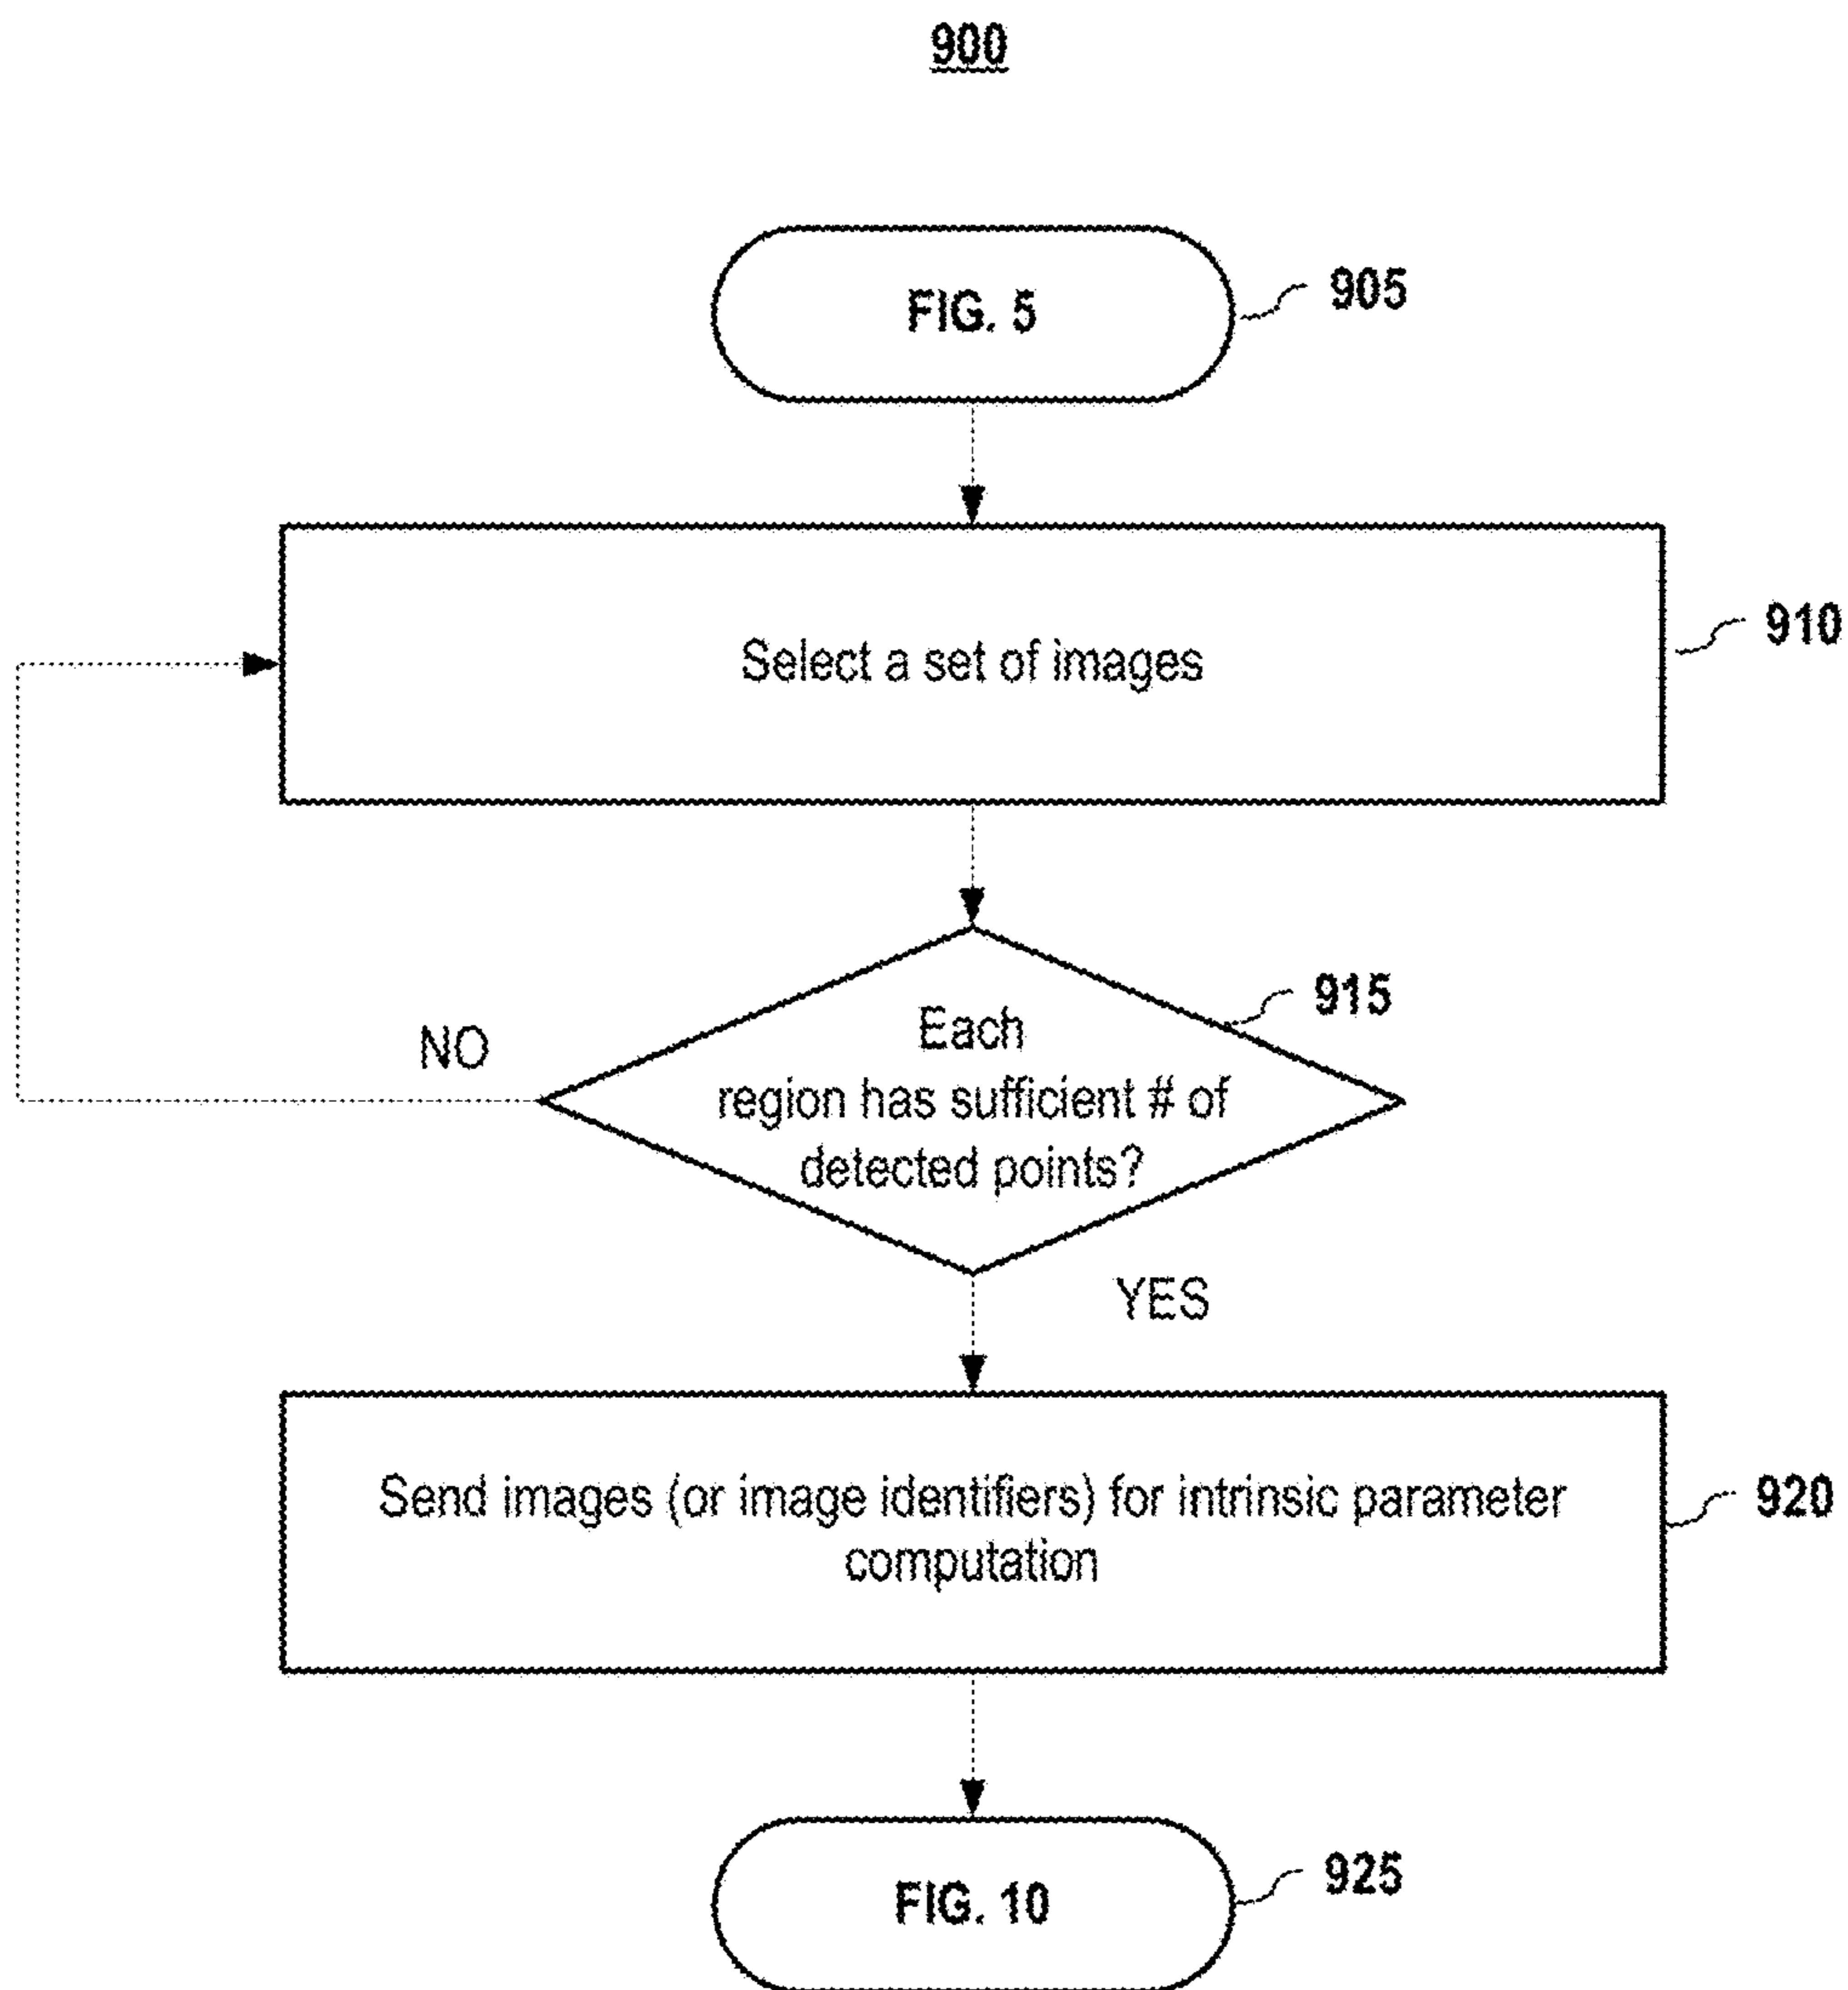 900
FIG. 5
905
910
Select a set of images
915
Each
region has sufficient # of
detected points?
NO
YES
Send images (or image identifiers) for intrinsic parameter
computation
920
FIG. 10
925